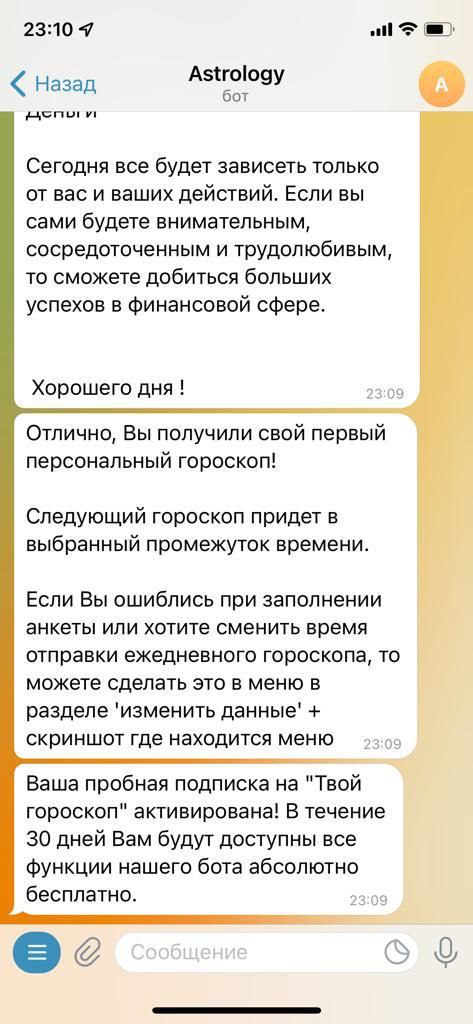 23:10
Назад
Astrology
бот
А
Деньги
Сегодня все будет зависеть только
от вас и ваших действий. Если вы
сами будете внимательным,
сосредоточенным и трудолюбивым,
то сможете добиться больших
успехов в финансовой сфере.
Хорошего дня !
23:09
Отлично, Вы получили свой первый
персональный гороскоп!
Следующий гороскоп придет в
выбранный промежуток времени.
Если Вы ошиблись при заполнении
анкеты или хотите сменить время
отправки ежедневного гороскопа, то
можете сделать это в меню в
разделе 'изменить данные' +
скриншот где находится меню
23:09
Ваша пробная подписка на "Твой
гороскоп" активирована! В течение
30 дней Вам будут доступны все
функции нашего бота абсолютно
бесплатно.
23:09
Сообщение